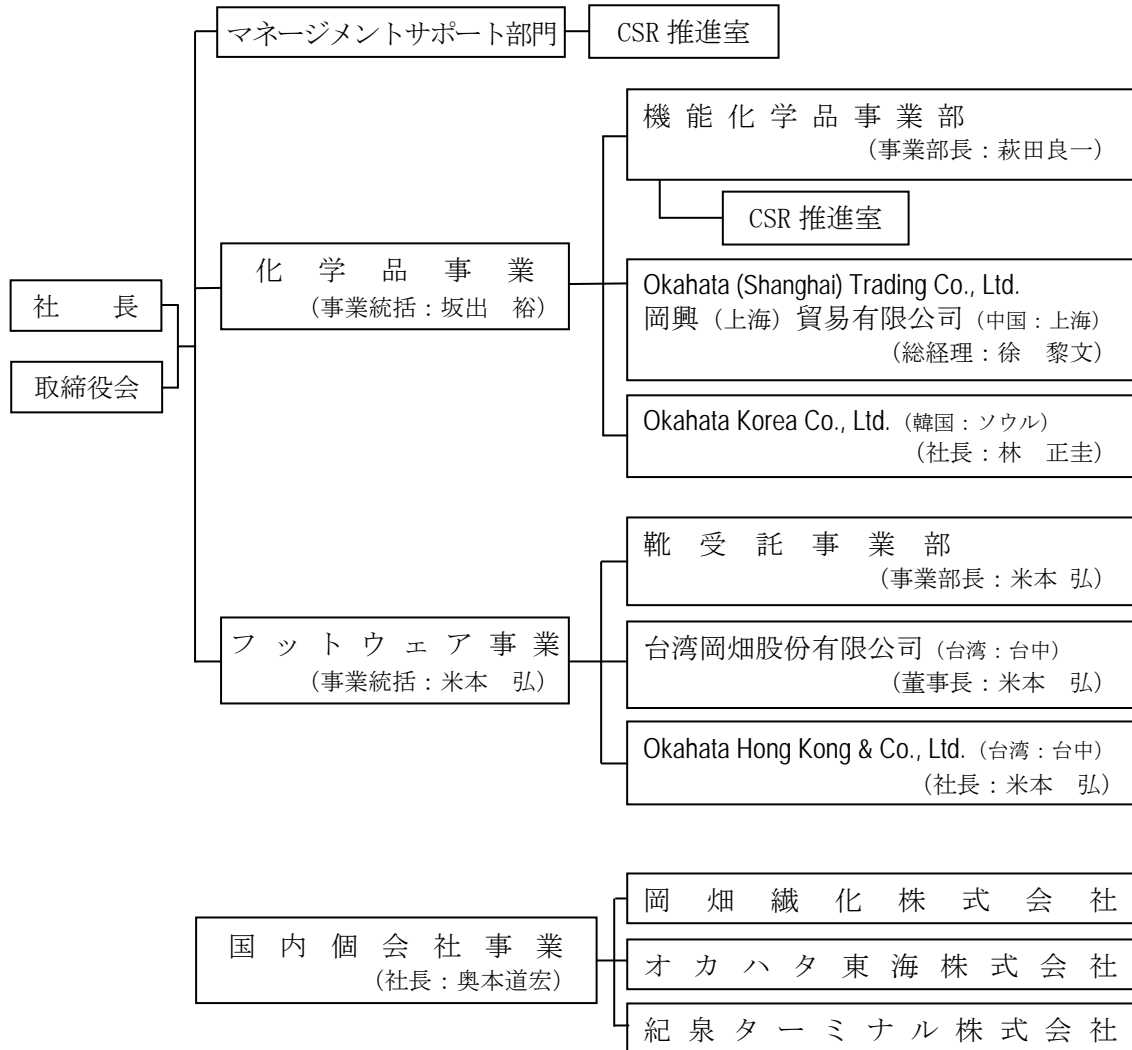 マネージメントサポート部門
CSR 推進室
機能化学品事業部
（事業部長：萩田良一）
CSR 推進室
化学品事業
（事業統括：坂出　裕）
社　長
取締役会
Okahata (Shanghai) Trading Co., Ltd.
岡興（上海）貿易有限公司（中国：上海）
（総経理：徐　黎文）
Okahata Korea Co., Ltd.（韓国：ソウル）
（社長：林　正圭）
靴受託事業部
（事業部長：米本 弘）
フットウェア事業
（事業統括：米本　弘）
台湾岡畑股份有限公司（台湾：台中）
（董事長：米本　弘）
Okahata Hong Kong & Co., Ltd.（台湾：台中）
（社長：米本　弘）
国内個会社事業
（社長：奥本道宏）
岡畑繊化株式会社
オカハタ東海株式会社
紀泉ターミナル株式会社